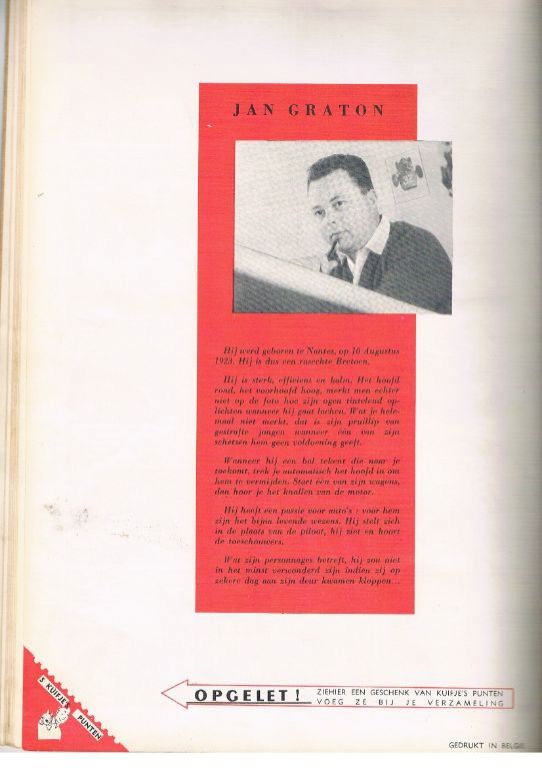 JAN GRATON
Hij werd geboren te Nantes, op 10 Augustus
1923. Hij is dus een rasechte Bretoen.
Hij is sterk, efficient en kalm. Het hoofd
rond, het voorhoofd hoog, merkt men echter
niet op de foto hoe zijn ogen tintelend op-
lichten wanneer hij gaat lachen. Wat je hele-
maal niet merkt, dat is zijn pruillip van
gestrafte jongen wanneer één van zijn
schetsen hem geen voldoening geeft.
Wanneer hij een bal tekent die naar je
toekomt, trek je automatisch het hoofd in om
hem te vermijden. Start één van zijn wagens,
dan hoor je het knallen van de motor.
Hij heeft een passie voor auto's : voor hem
zijn het bijna levende wezens. Hij stelt zich
in de plaats van de piloot, hij ziet en hoort
de toeschouwers.
Wat zijn personnages betreft, hij zou niet
in het minst verwonderd zijn indien zij op
zekere dag aan zijn deur kwamen kloppen...
5 KUIFJE'S
PUNTEN
OPGELET !
ZIEHIER EEN GESCHENK VAN KUIFJE'S PUNTEN
VOEG ZE BIJ JE VERZAMELING
GEDRUKT IN BELGIE